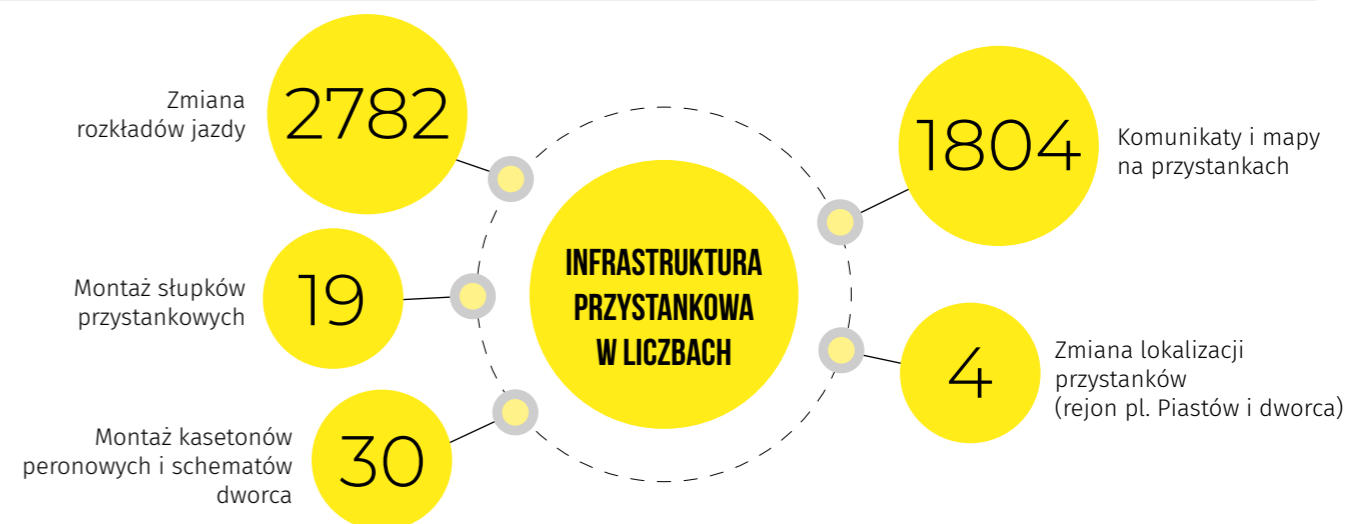 Zmiana
rozkładów jazdy
2782
Montaż słupków
przystankowych
19
Montaż kasetonów
peronowych i schematów
dworca
30
INFRASTRUKTURA
PRZYSTANKOWA
W LICZBACH
1804
Komunikaty i mapy
na przystankach
4
Zmiana lokalizacji
przystanków
(rejon pl. Piastów i dworca)